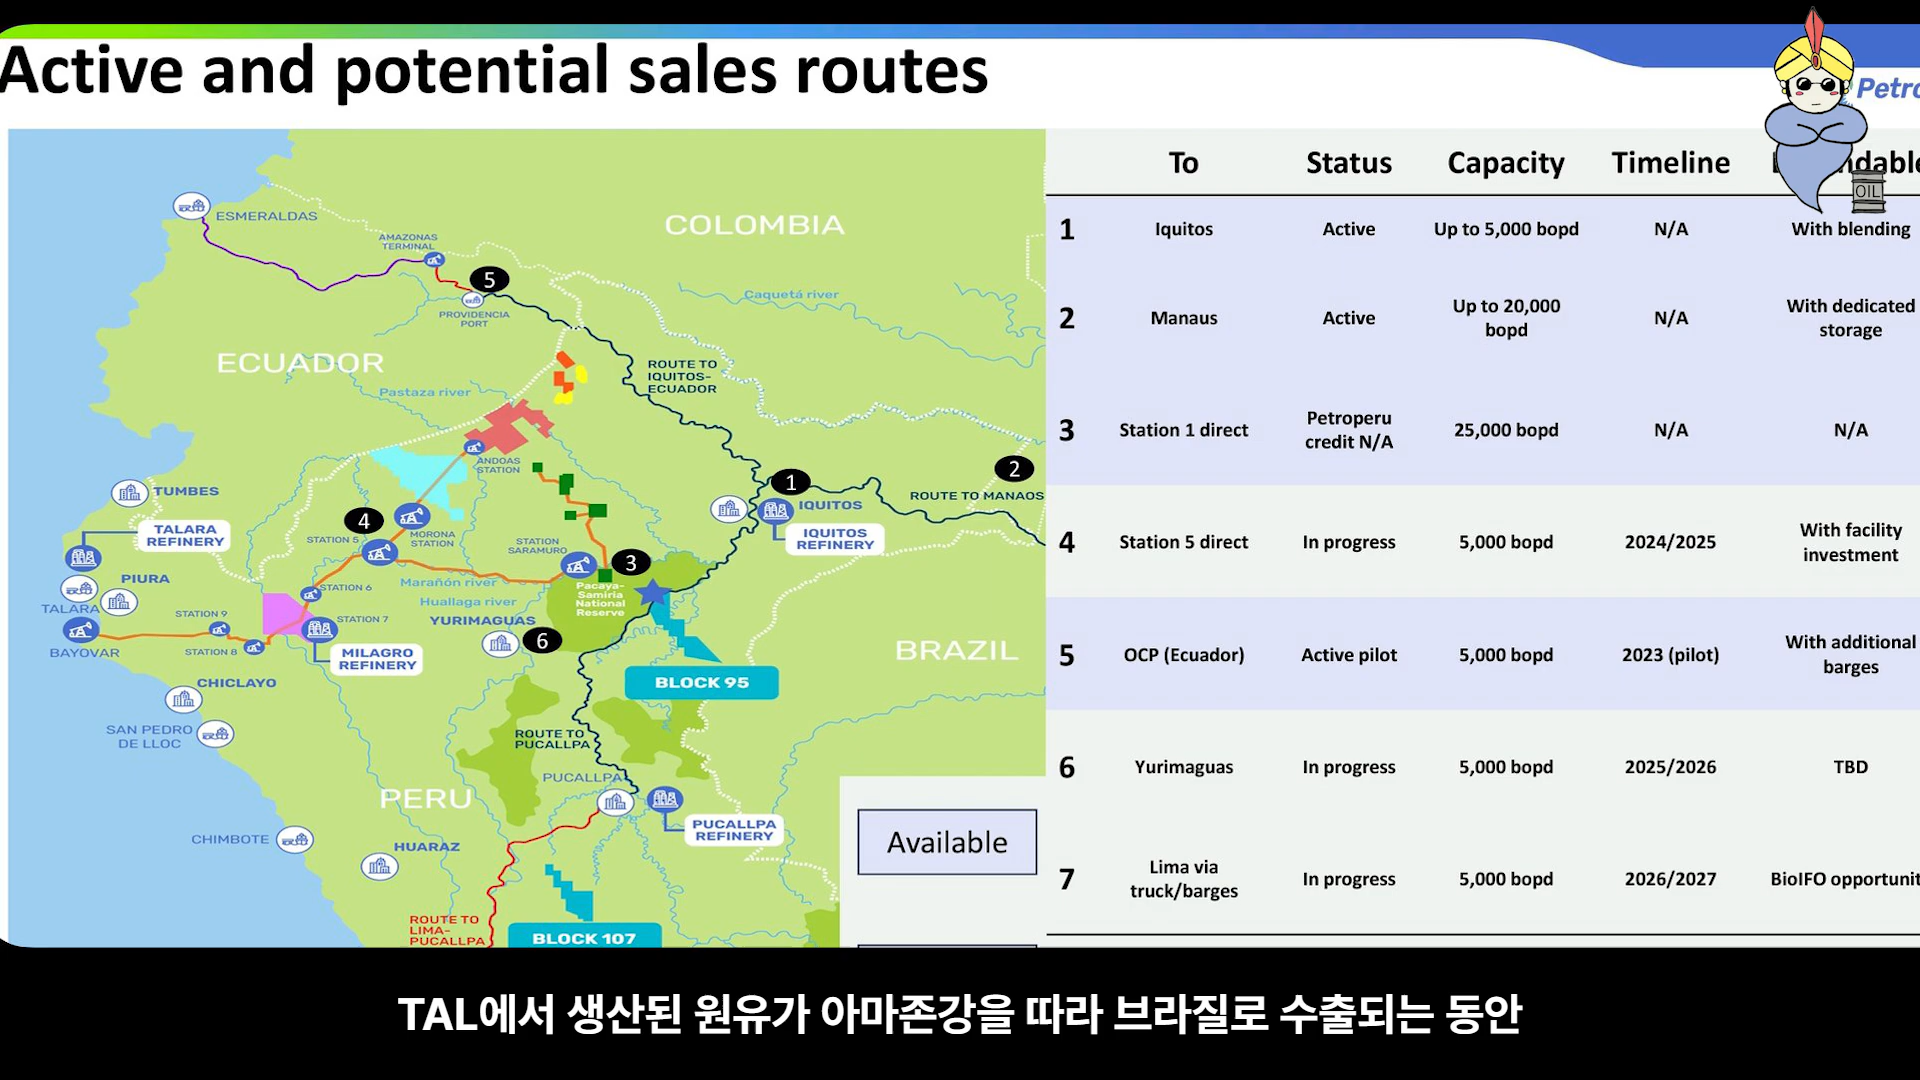 Active and potential sales routes
Petro
OIL
ESMERALDAS
AMAZONAS
TERMINAL
5
PROVIDENCIA
PORT
COLOMBIA
Caquetá river
ECUADOR
ROUTE TO
IQUITOS-
ECUADOR
Pastaza river
ANDOAS
STATION
TUMBES
TALARA
REFINERY
4
STATION 5
MORONA
STATION
STATION
SARAMURO
3
1
IQUITOS
IQUITOS
REFINERY
2
ROUTE TO MANAOS
PIURA
TALARA
BAYOVAR
STATION 9
STATION 8
STATION 6
STATION 7
MILAGRO
REFINERY
Marañón river
Huallaga river
YURIMAGUAS
6
Pacaya-
Samiria
National
Reserve
BLOCK 95
BRAZIL
CHICLAYO
SAN PEDRO
DE LLOC
ROUTE TO
PUCALLPA
PUCALLPA
PUCALLPA
REFINERY
PERU
CHIMBOTE
HUARAZ
ROUTE TO
LIMA-
PUCALLPA
BLOCK 107
Available
To Status Capacity Timeline
1 Iquitos Active Up to 5,000 bopd N/A With blending
2 Manaus Active Up to 20,000 bopd N/A With dedicated storage
3 Station 1 direct Petroperu credit N/A 25,000 bopd N/A N/A
4 Station 5 direct In progress 5,000 bopd 2024/2025 With facility investment
5 OCP (Ecuador) Active pilot 5,000 bopd 2023 (pilot) With additional barges
6 Yurimaguas In progress 5,000 bopd 2025/2026 TBD
7 Lima via truck/barges In progress 5,000 bopd 2026/2027 BioIFO opportunit
TAL에서 생산된 원유가 아마존강을 따라 브라질로 수출되는 동안